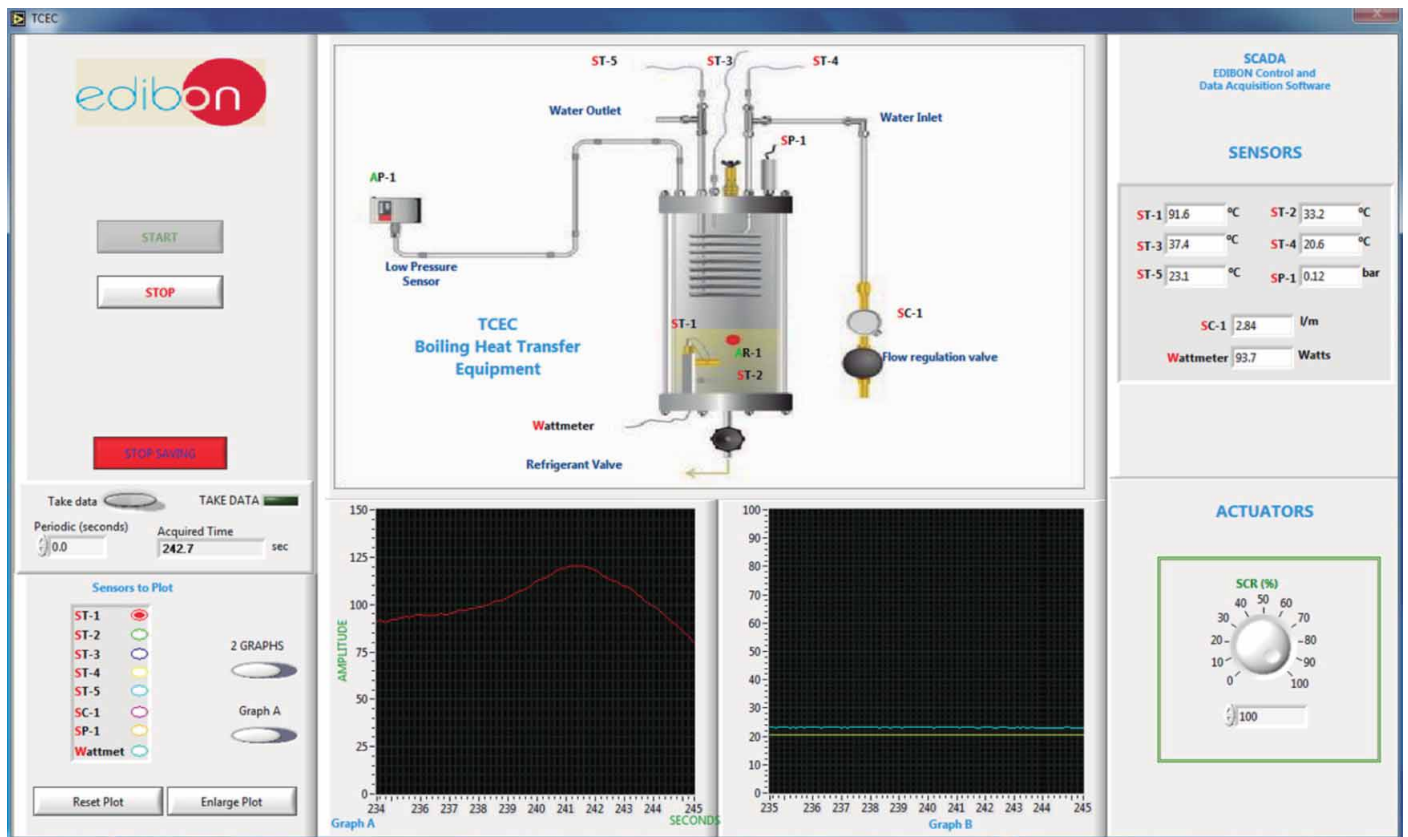 TCEC
edibon
START
STOP
STOP SAVING
Take data
TAKE DATA
Periodic (seconds)
0.0
Acquired Time
242.7 sec
Sensors to Plot
ST-1
ST-2
ST-3
ST-4
ST-5
SC-1
SP-1
Wattmet
2 GRAPHS
Graph A
Reset Plot
Enlarge Plot
ST-5
ST-3
ST-4
Water Outlet
Water Inlet
SP-1
AP-1
Low Pressure
Sensor
TCEC
Boiling Heat Transfer
Equipment
ST-1
AR-1
ST-2
SC-1
Flow regulation valve
Wattmeter
Refrigerant Valve
AMPLITUDE
150
125
100
75
50
25
0
234 236 237 238 239 240 241 242 243 244 245
SECONDS
Graph A
100
90
80
70
60
50
40
30
20
10
0
235 236 237 238 239 240 241 242 243 244 245
Graph B
SCADA
EDIBON Control and
Data Acquisition Software
SENSORS
ST-1 91.6 ºC ST-2 33.2 ºC
ST-3 37.4 ºC ST-4 20.6 ºC
ST-5 23.1 ºC SP-1 0.12 bar
SC-1 2.84 l/m
Wattmeter 93.7 Watts
ACTUATORS
SCR (%)
0 10 20 30 40 50 60 70 80 90 100
100